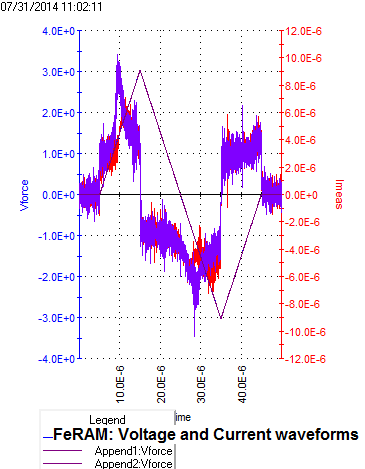 07/31/2014 11:02:11
4.0E+0
3.0E+0
2.0E+0
1.0E+0
0.0E+0
-1.0E+0
-2.0E+0
-3.0E+0
-4.0E+0
Vforce
12.0E-6
10.0E-6
8.0E-6
6.0E-6
4.0E-6
2.0E-6
0.0E+0
-2.0E-6
-4.0E-6
-6.0E-6
-8.0E-6
-10.0E-6
-12.0E-6
Imeas
10.0E-6
20.0E-6
30.0E-6
40.0E-6
Legend
ime
FeRAM: Voltage and Current waveforms
Append1:Vforce
Append2:Vforce